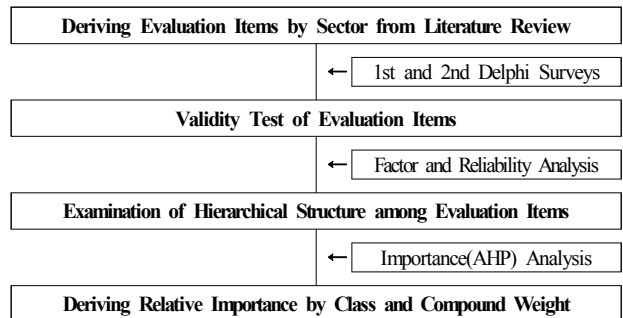 Deriving Evaluation Items by Sector from Literature Review
1st and 2nd Delphi Surveys
Validity Test of Evaluation Items
Factor and Reliability Analysis
Examination of Hierarchical Structure among Evaluation Items
Importance(AHP) Analysis
Deriving Relative Importance by Class and Compound Weight